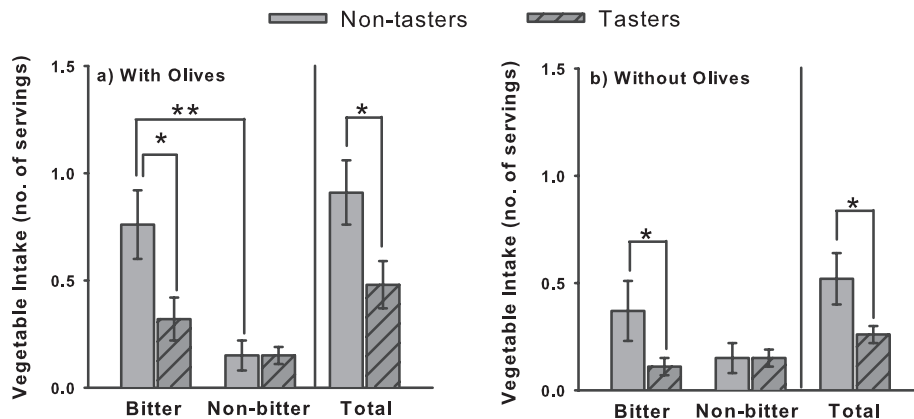 Non-tasters Tasters
a) With Olives
Vegetable Intake (no. of servings)
1.5
1.0
0.5
0.0
**
*
*
Bitter Non-bitter Total
b) Without Olives
Vegetable Intake (no. of servings)
1.5
1.0
0.5
0.0
*
*
Bitter Non-bitter Total